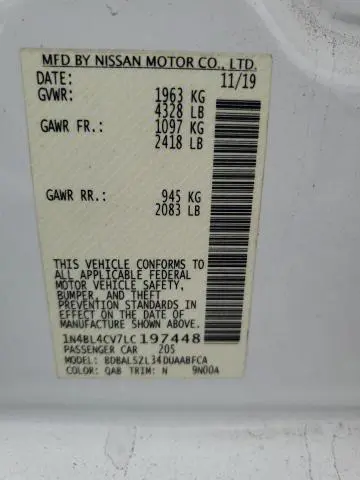 MFD BY NISSAN MOTOR CO., LTD.
DATE: 11/19
GVWR: 1963 KG
4328 LB
GAWR FR.: 1097 KG
2418 LB
GAWR RR.: 945 KG
2083 LB
THIS VEHICLE CONFORMS TO
ALL APPLICABLE FEDERAL
MOTOR VEHICLE SAFETY,
BUMPER, AND THEFT
PREVENTION STANDARDS IN
EFFECT ON THE DATE OF
MANUFACTURE SHOWN ABOVE.
1N4BL4CV7LC197448
PASSENGER CAR 205
MODEL: BDBALSZL34DUAABFCA
COLOR: QAB TRIM: N 9N00A